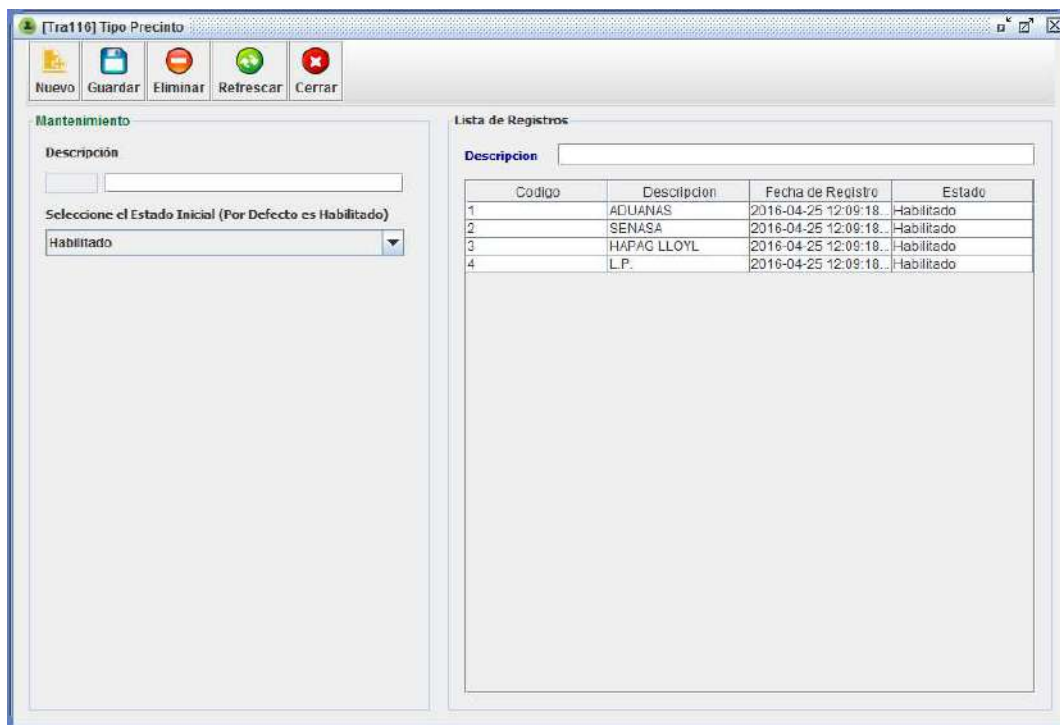 [Tra116] Tipo Precinto
Nuevo Guardar Eliminar Refrescar Cerrar
Mantenimiento
Descripción
Seleccione el Estado Inicial (Por Defecto es Habilitado)
Habilitado
Lista de Registros
Descripcion
Codigo Descripcion Fecha de Registro Estado
1 ADUANAS 2016-04-25 12:09:18... Habilitado
2 SENASA 2016-04-25 12:09:18... Habilitado
3 HAPAG LLOYL 2016-04-25 12:09:18... Habilitado
4 L.P. 2016-04-25 12:09:18... Habilitado